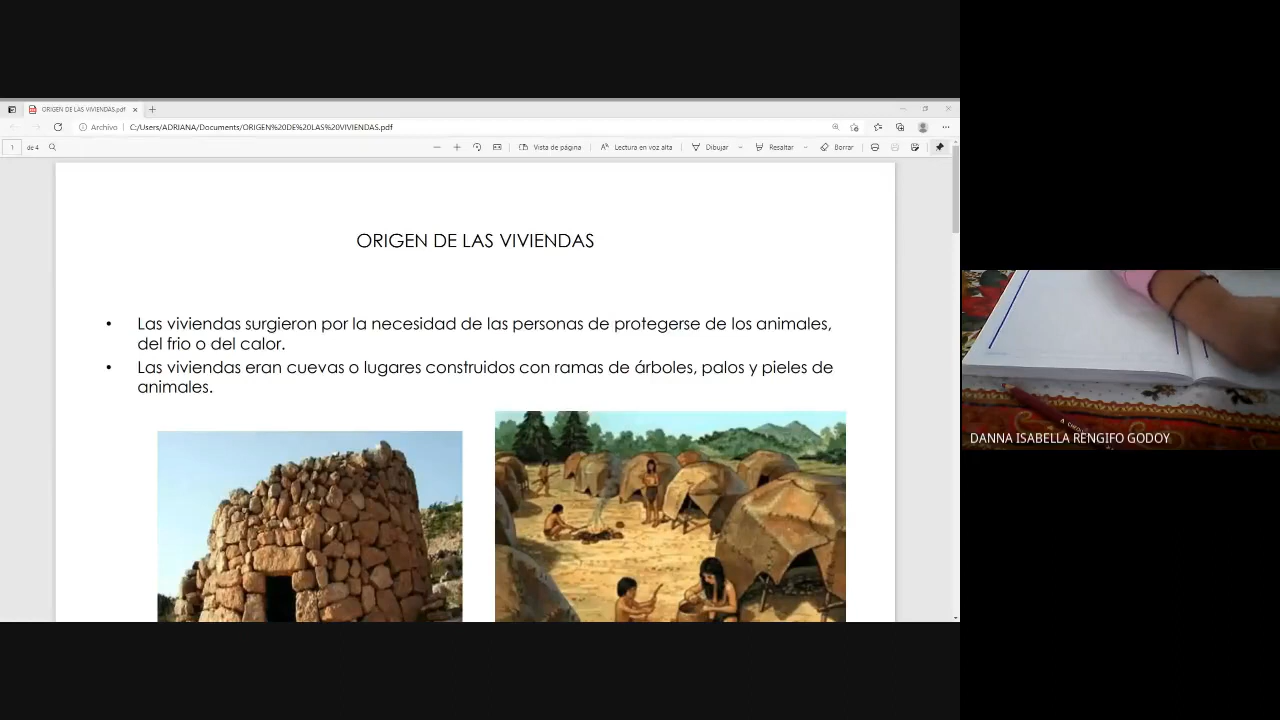 ORIGEN DE LAS VIVIENDAS.pdf
Archivo
C:/Users/ADRIANA/Documents/ORIGEN%20DE%20LAS%20VIVIENDAS.pdf
1 de 4
Vista de página
Lectura en voz alta
Dibujar
Resaltar
Borrar
ORIGEN DE LAS VIVIENDAS
• Las viviendas surgieron por la necesidad de las personas de protegerse de los animales,
del frio o del calor.
• Las viviendas eran cuevas o lugares construidos con ramas de árboles, palos y pieles de
animales.
DANNA ISABELLA RENGIFO GODOY